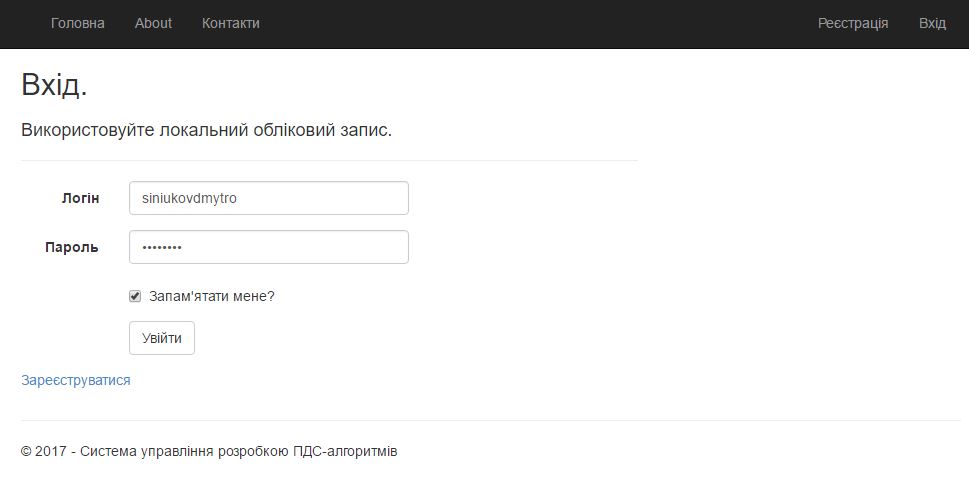 Головна About Контакти Реєстрація Вхід
Вхід.
Використовуйте локальний обліковий запис.
Логін siniukovdmytro
Пароль ••••••••
Запам'ятати мене?
Увійти
Зареєструватися
© 2017 - Система управління розробкою ПДС-алгоритмів